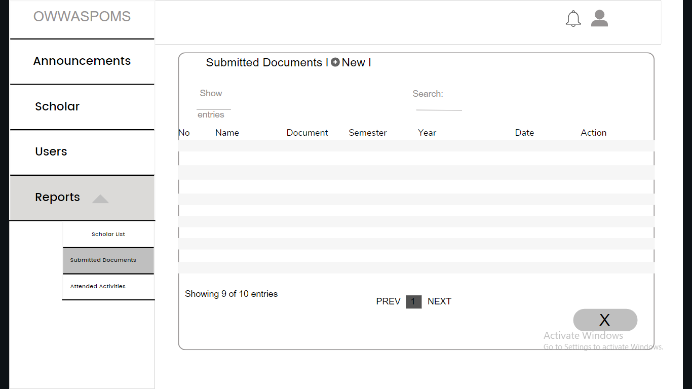 OWWASPOMS
Announcements
Scholar
Users
Reports
Scholar List
Submitted Documents
Attended Activities
Submitted Documents | New |
Show
entries
Search:
No Name Document Semester Year Date Action
Showing 9 of 10 entries
PREV 1 NEXT
X
Activate Windows
Go to Settings to activate Windows.